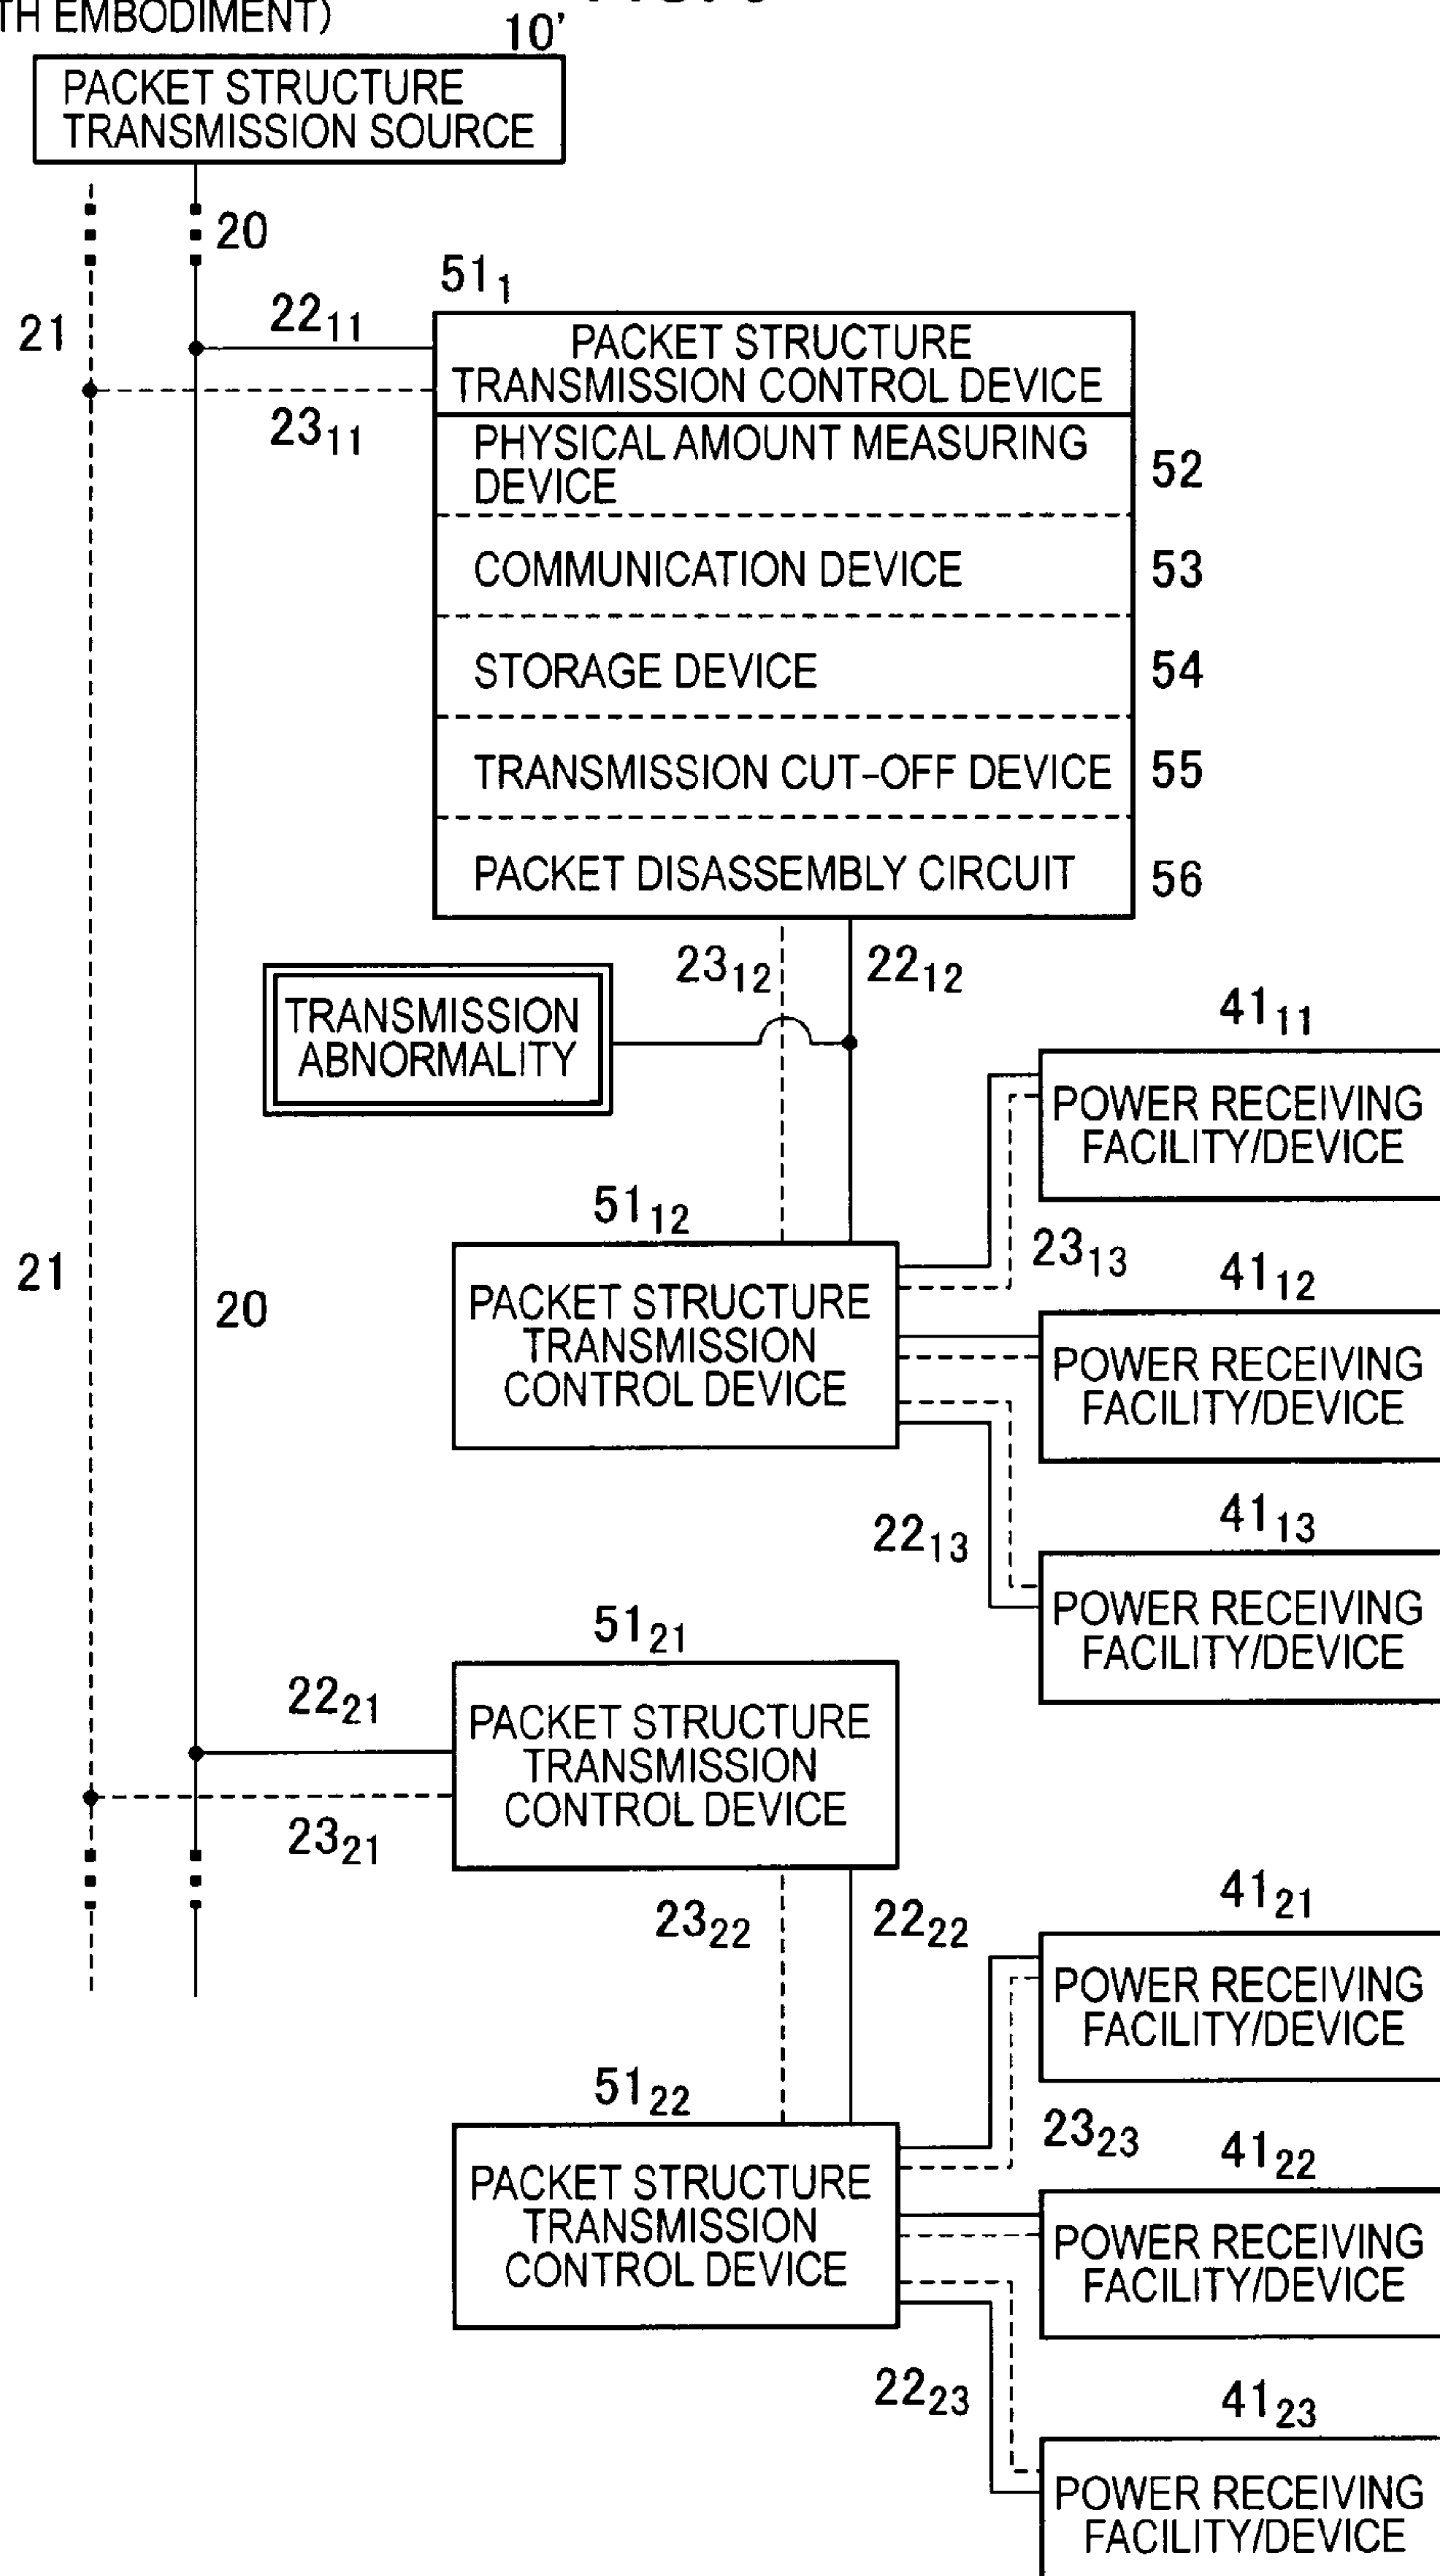 TH EMBODIMENT)
10'
PACKET STRUCTURE
TRANSMISSION SOURCE
20
51₁
21
22₁₁
PACKET STRUCTURE
TRANSMISSION CONTROL DEVICE
23₁₁
PHYSICAL AMOUNT MEASURING
DEVICE
52
COMMUNICATION DEVICE
53
STORAGE DEVICE
54
TRANSMISSION CUT-OFF DEVICE
55
PACKET DISASSEMBLY CIRCUIT
56
23₁₂
22₁₂
TRANSMISSION
ABNORMALITY
41₁₁
POWER RECEIVING
FACILITY/DEVICE
51₁₂
23₁₃
21
20
PACKET STRUCTURE
TRANSMISSION
CONTROL DEVICE
41₁₂
POWER RECEIVING
FACILITY/DEVICE
22₁₃
41₁₃
POWER RECEIVING
FACILITY/DEVICE
51₂₁
22₂₁
PACKET STRUCTURE
TRANSMISSION
CONTROL DEVICE
23₂₁
23₂₂
22₂₂
41₂₁
POWER RECEIVING
FACILITY/DEVICE
51₂₂
23₂₃
PACKET STRUCTURE
TRANSMISSION
CONTROL DEVICE
41₂₂
POWER RECEIVING
FACILITY/DEVICE
22₂₃
41₂₃
POWER RECEIVING
FACILITY/DEVICE